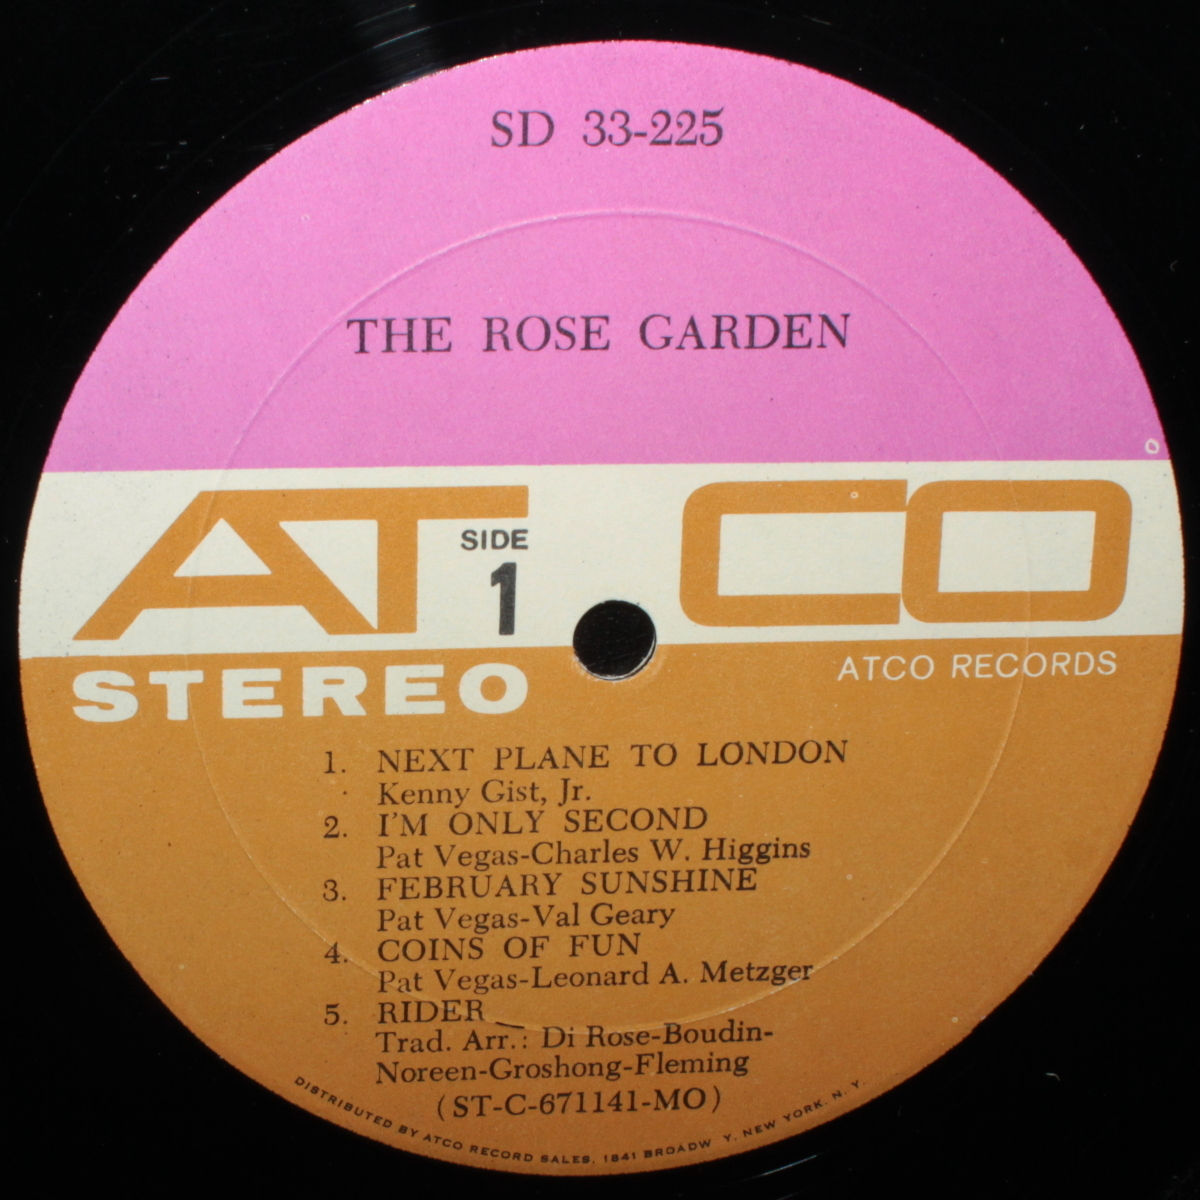 SD 33-225
THE ROSE GARDEN
ATCO
SIDE
1
STEREO
ATCO RECORDS
1. NEXT PLANE TO LONDON
Kenny Gist, Jr.
2. I'M ONLY SECOND
Pat Vegas-Charles W. Higgins
3. FEBRUARY SUNSHINE
Pat Vegas-Val Geary
4. COINS OF FUN
Pat Vegas-Leonard A. Metzger
5. RIDER
Trad. Arr.: Di Rose-Boudin-
Noreen-Groshong-Fleming
(ST-C-671141-MO)
DISTRIBUTED BY ATCO RECORD SALES, 1841 BROADW Y, NEW YORK, N. Y.